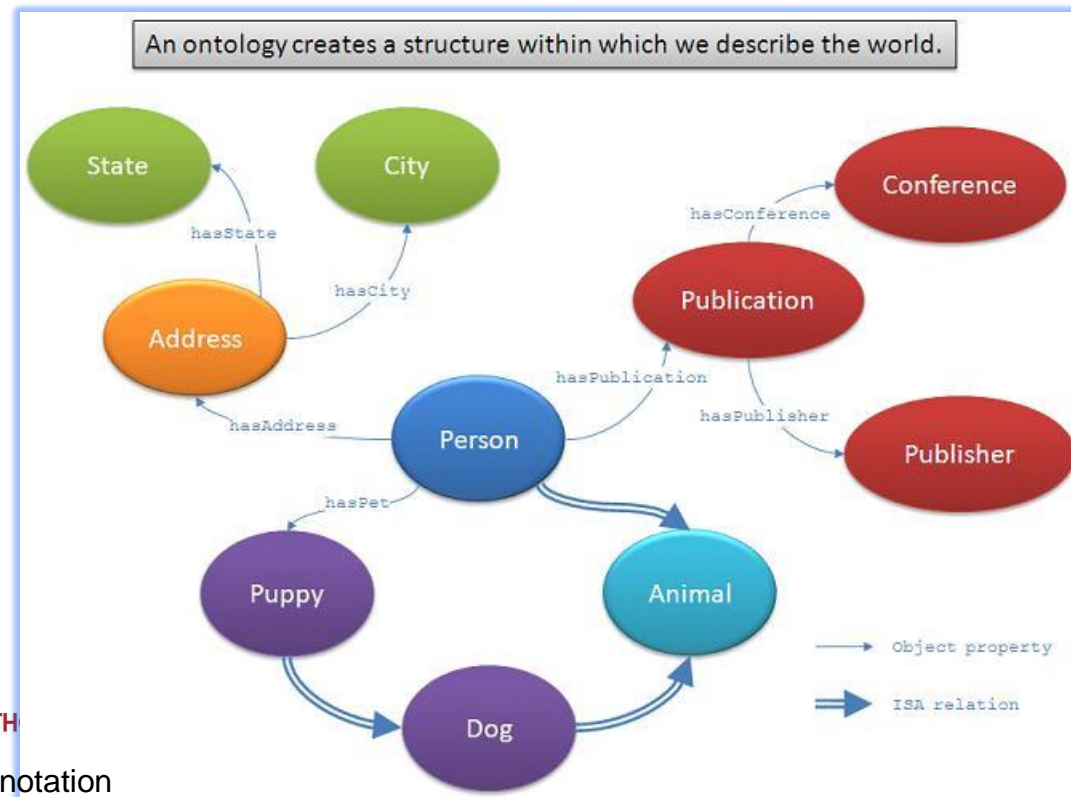 An ontology creates a structure within which we describe the world.
State
City
Conference
hasState
hasConference
hasCity
Publication
Address
hasPublication
hasAddress
hasPublisher
Person
Publisher
hasPet
Puppy
Animal
Object property
ISA relation
Dog
notation